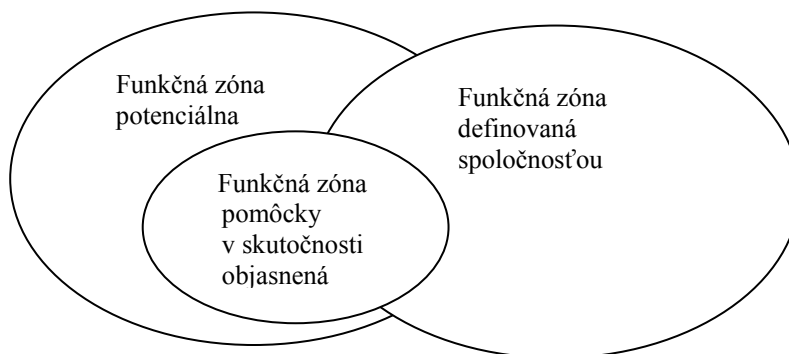 Funkčná zóna
potenciálna
Funkčná zóna
definovaná
spoločnosťou
Funkčná zóna
pomôcky
v skutočnosti
objasnená